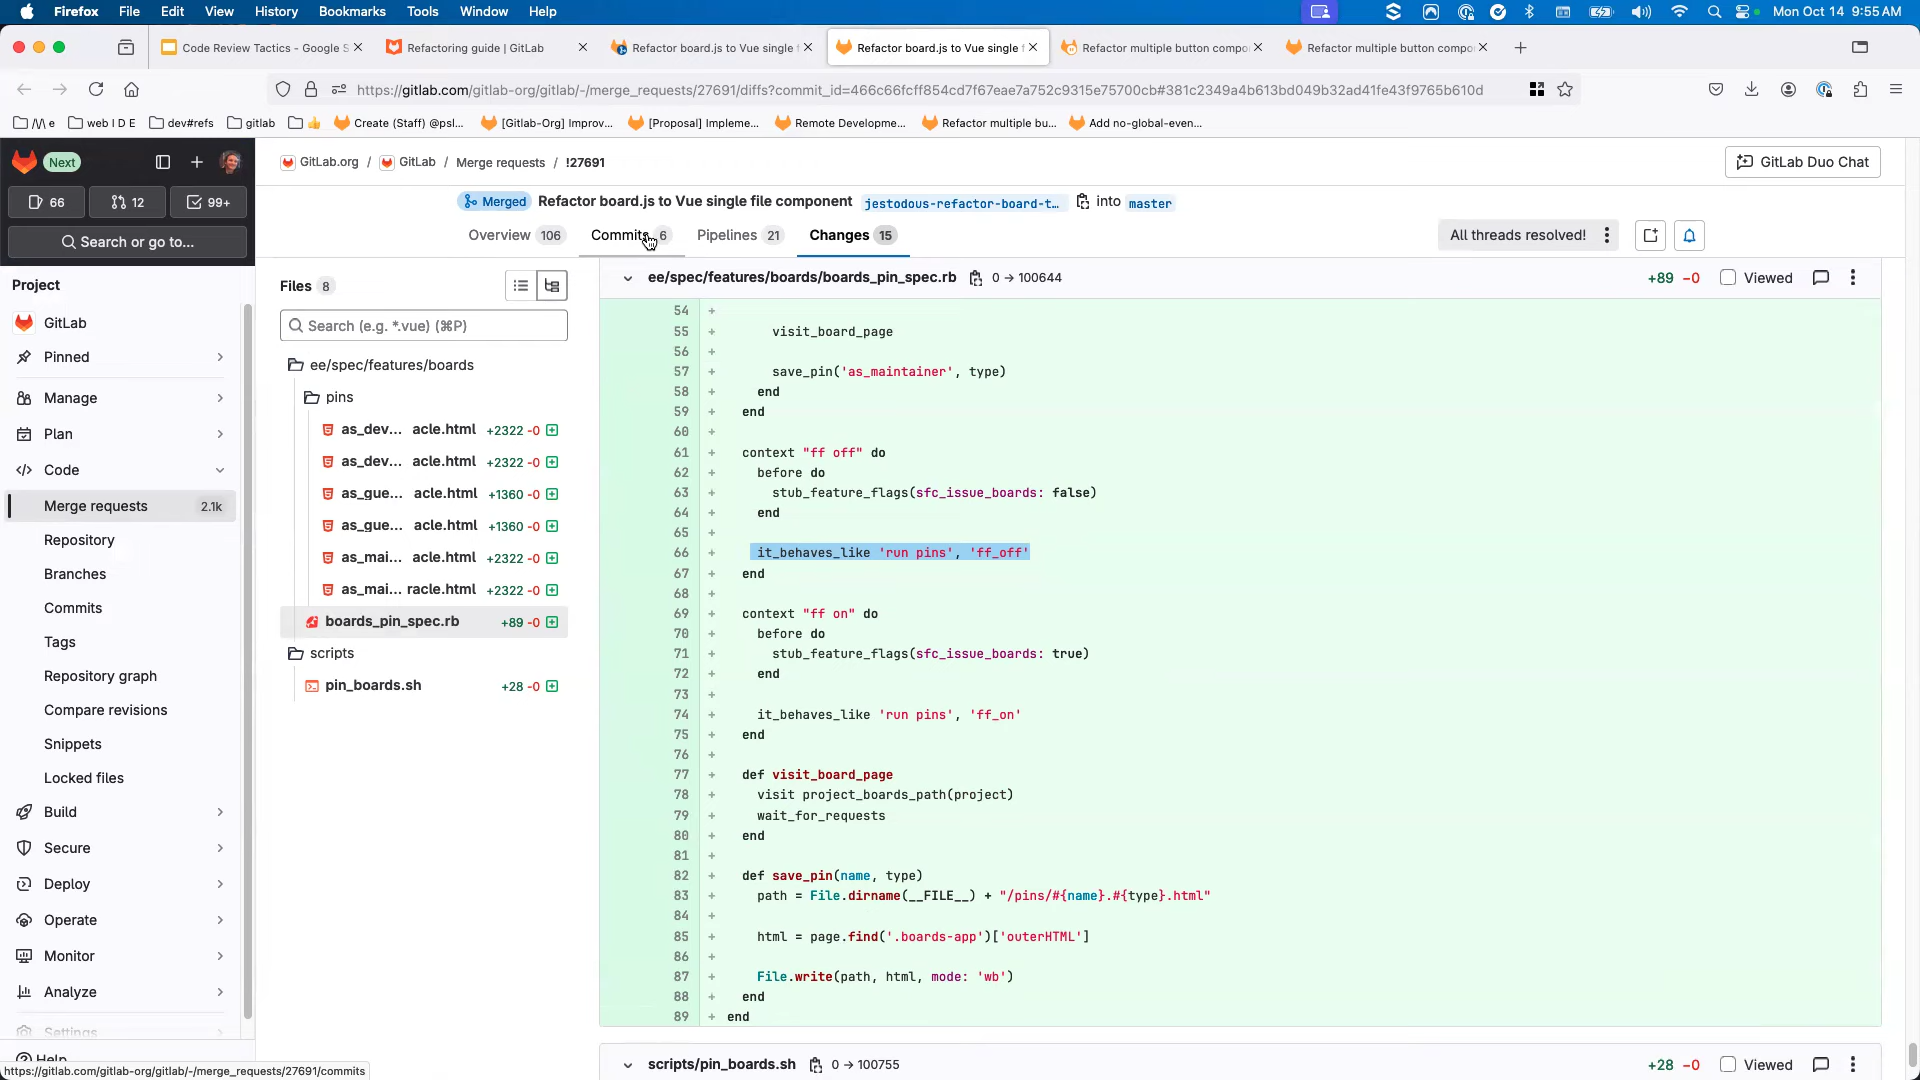 Firefox File Edit View History Bookmarks Tools Window Help Mon Oct 14 9:55 AM
Code Review Tactics - Google S
Refactoring guide | GitLab
Refactor board.js to Vue single f
Refactor board.js to Vue single f
Refactor multiple button compo
Refactor multiple button compo
https://gitlab.com/gitlab-org/gitlab/-/merge_requests/27691/diffs?commit_id=466c66fcff854cd7f67eae7a752c9315e75700cb#381c2349a4b613bd049b32ad41fe43f9765b610d
web I D E
dev#refs
gitlab
Create (Staff) @psl...
[Gitlab-Org] Improv...
[Proposal] Impleme...
Remote Developme...
Refactor multiple bu...
Add no-global-even...
Next
66
12
99+
Search or go to...
Project
GitLab
Pinned
Manage
Plan
Code
Merge requests 2.1k
Repository
Branches
Commits
Tags
Repository graph
Compare revisions
Snippets
Locked files
Build
Secure
Deploy
Operate
Monitor
Analyze
Settings
Help
https://gitlab.com/gitlab-org/gitlab/-/merge_requests/27691/commits
GitLab.org / GitLab / Merge requests / !27691
GitLab Duo Chat
Merged Refactor board.js to Vue single file component jestodous-refactor-board-t... into master
Overview 106 Commits 6 Pipelines 21 Changes 15
All threads resolved!
Files 8
Search (e.g. *.vue) (⌘P)
ee/spec/features/boards
pins
as_dev... acle.html +2322 -0
as_dev... acle.html +2322 -0
as_gue... acle.html +1360 -0
as_gue... acle.html +1360 -0
as_mai... acle.html +2322 -0
as_mai... racle.html +2322 -0
boards_pin_spec.rb +89 -0
scripts
pin_boards.sh +28 -0
ee/spec/features/boards/boards_pin_spec.rb 0 → 100644 +89 −0 Viewed
54 +
55 + visit_board_page
56 +
57 + save_pin('as_maintainer', type)
58 + end
59 + end
60 +
61 + context "ff off" do
62 + before do
63 + stub_feature_flags(sfc_issue_boards: false)
64 + end
65 +
66 + it_behaves_like 'run pins', 'ff_off'
67 + end
68 +
69 + context "ff on" do
70 + before do
71 + stub_feature_flags(sfc_issue_boards: true)
72 + end
73 +
74 + it_behaves_like 'run pins', 'ff_on'
75 + end
76 +
77 + def visit_board_page
78 + visit project_boards_path(project)
79 + wait_for_requests
80 + end
81 +
82 + def save_pin(name, type)
83 + path = File.dirname(__FILE__) + "/pins/#{name}.#{type}.html"
84 +
85 + html = page.find('.boards-app')['outerHTML']
86 +
87 + File.write(path, html, mode: 'wb')
88 + end
89 + end
scripts/pin_boards.sh 0 → 100755 +28 −0 Viewed